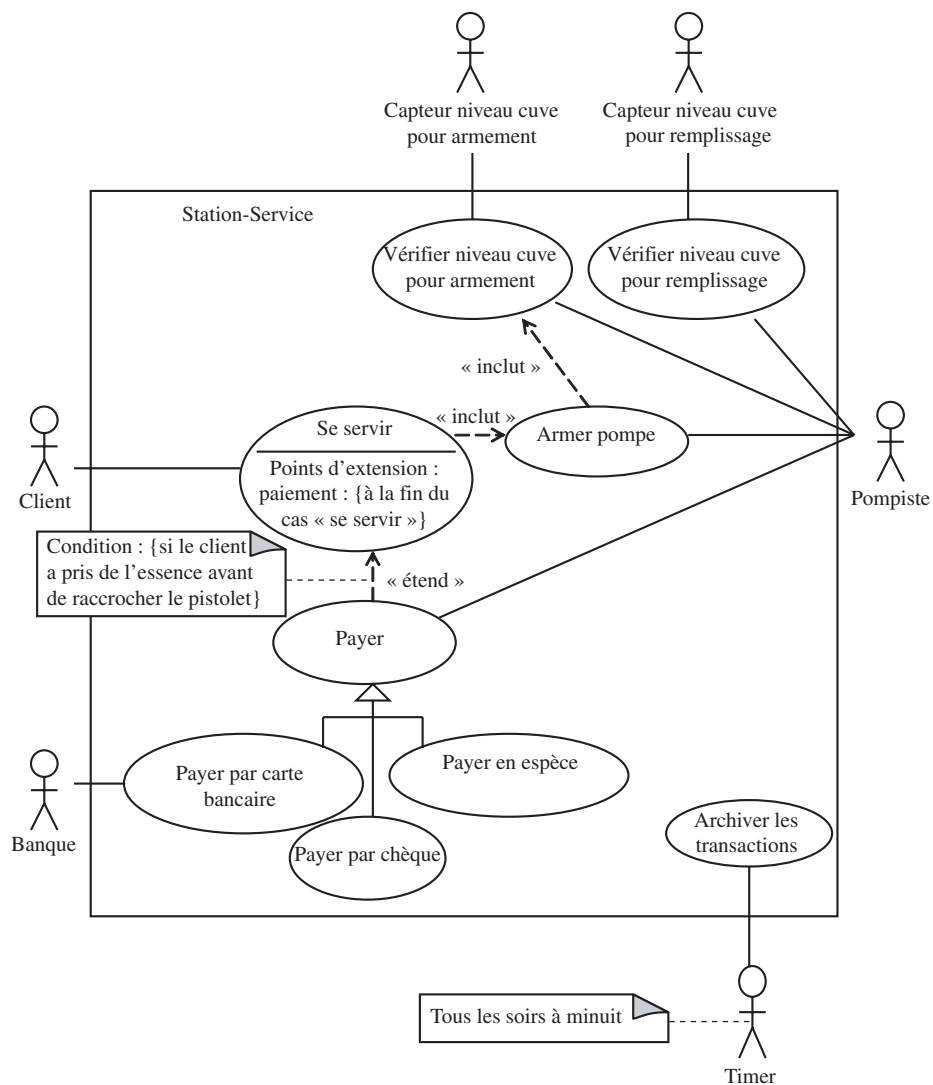 Capteur niveau cuve
pour armement
Capteur niveau cuve
pour remplissage
Station-Service
Vérifier niveau cuve
pour armement
Vérifier niveau cuve
pour remplissage
« inclut »
« inclut »
Se servir
Armer pompe
Points d'extension :
paiement : {à la fin du
cas « se servir »}
Client
Pompiste
Condition : {si le client
a pris de l'essence avant
de raccrocher le pistolet}
« étend »
Payer
Payer par carte
bancaire
Payer en espèce
Banque
Payer par chèque
Archiver les
transactions
Tous les soirs à minuit
Timer